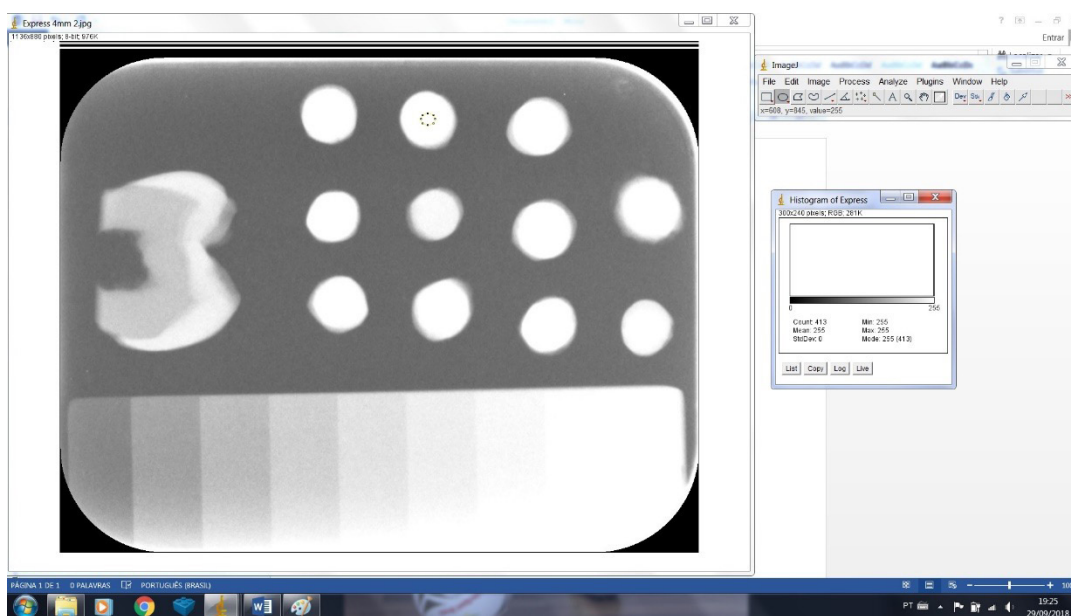 Express 4mm 2.jpg
1136x880 pixels; 8-bit; 976K
Entrar
ImageJ
File Edit Image Process Analyze Plugins Window Help
x=608, y=845, value=255
Histogram of Express
300x240 pixels; RGB; 281K
0 255
Count: 413 Min: 255
Mean: 255 Max: 255
StdDev: 0 Mode: 255 (413)
List Copy Log Live
PÁGINA 1 DE 1 0 PALAVRAS PORTUGUÊS (BRASIL)
PT 19:25
29/09/2018